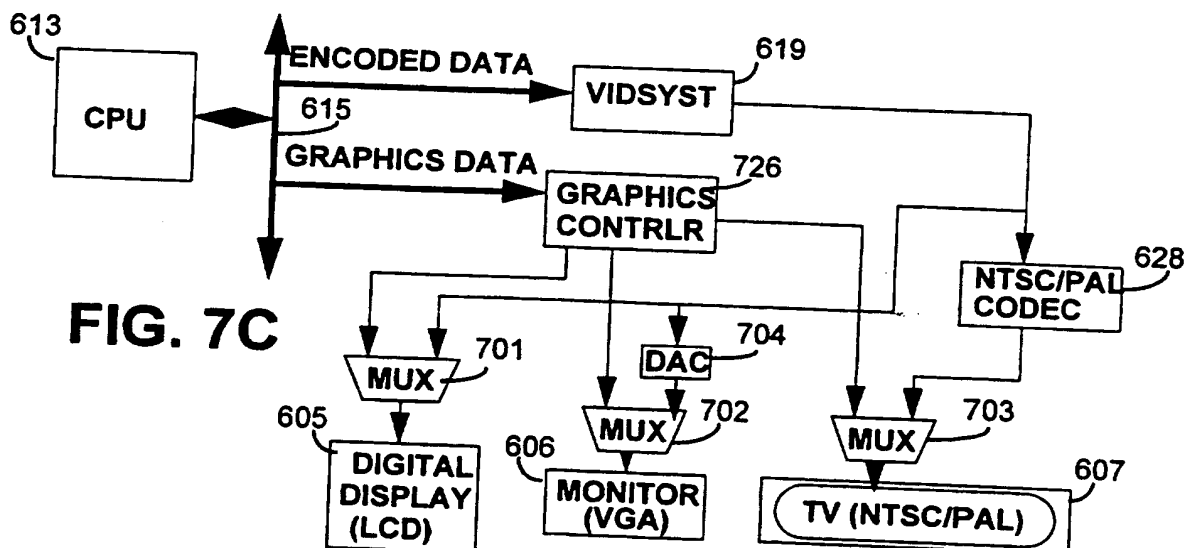 613
CPU
ENCODED DATA
615
619
VIDSYST
GRAPHICS DATA
726
GRAPHICS
CONTRLR
628
NTSC/PAL
CODEC
FIG. 7C
701
MUX
704
DAC
702
MUX
703
MUX
605
DIGITAL
DISPLAY
(LCD)
606
MONITOR
(VGA)
607
TV (NTSC/PAL)